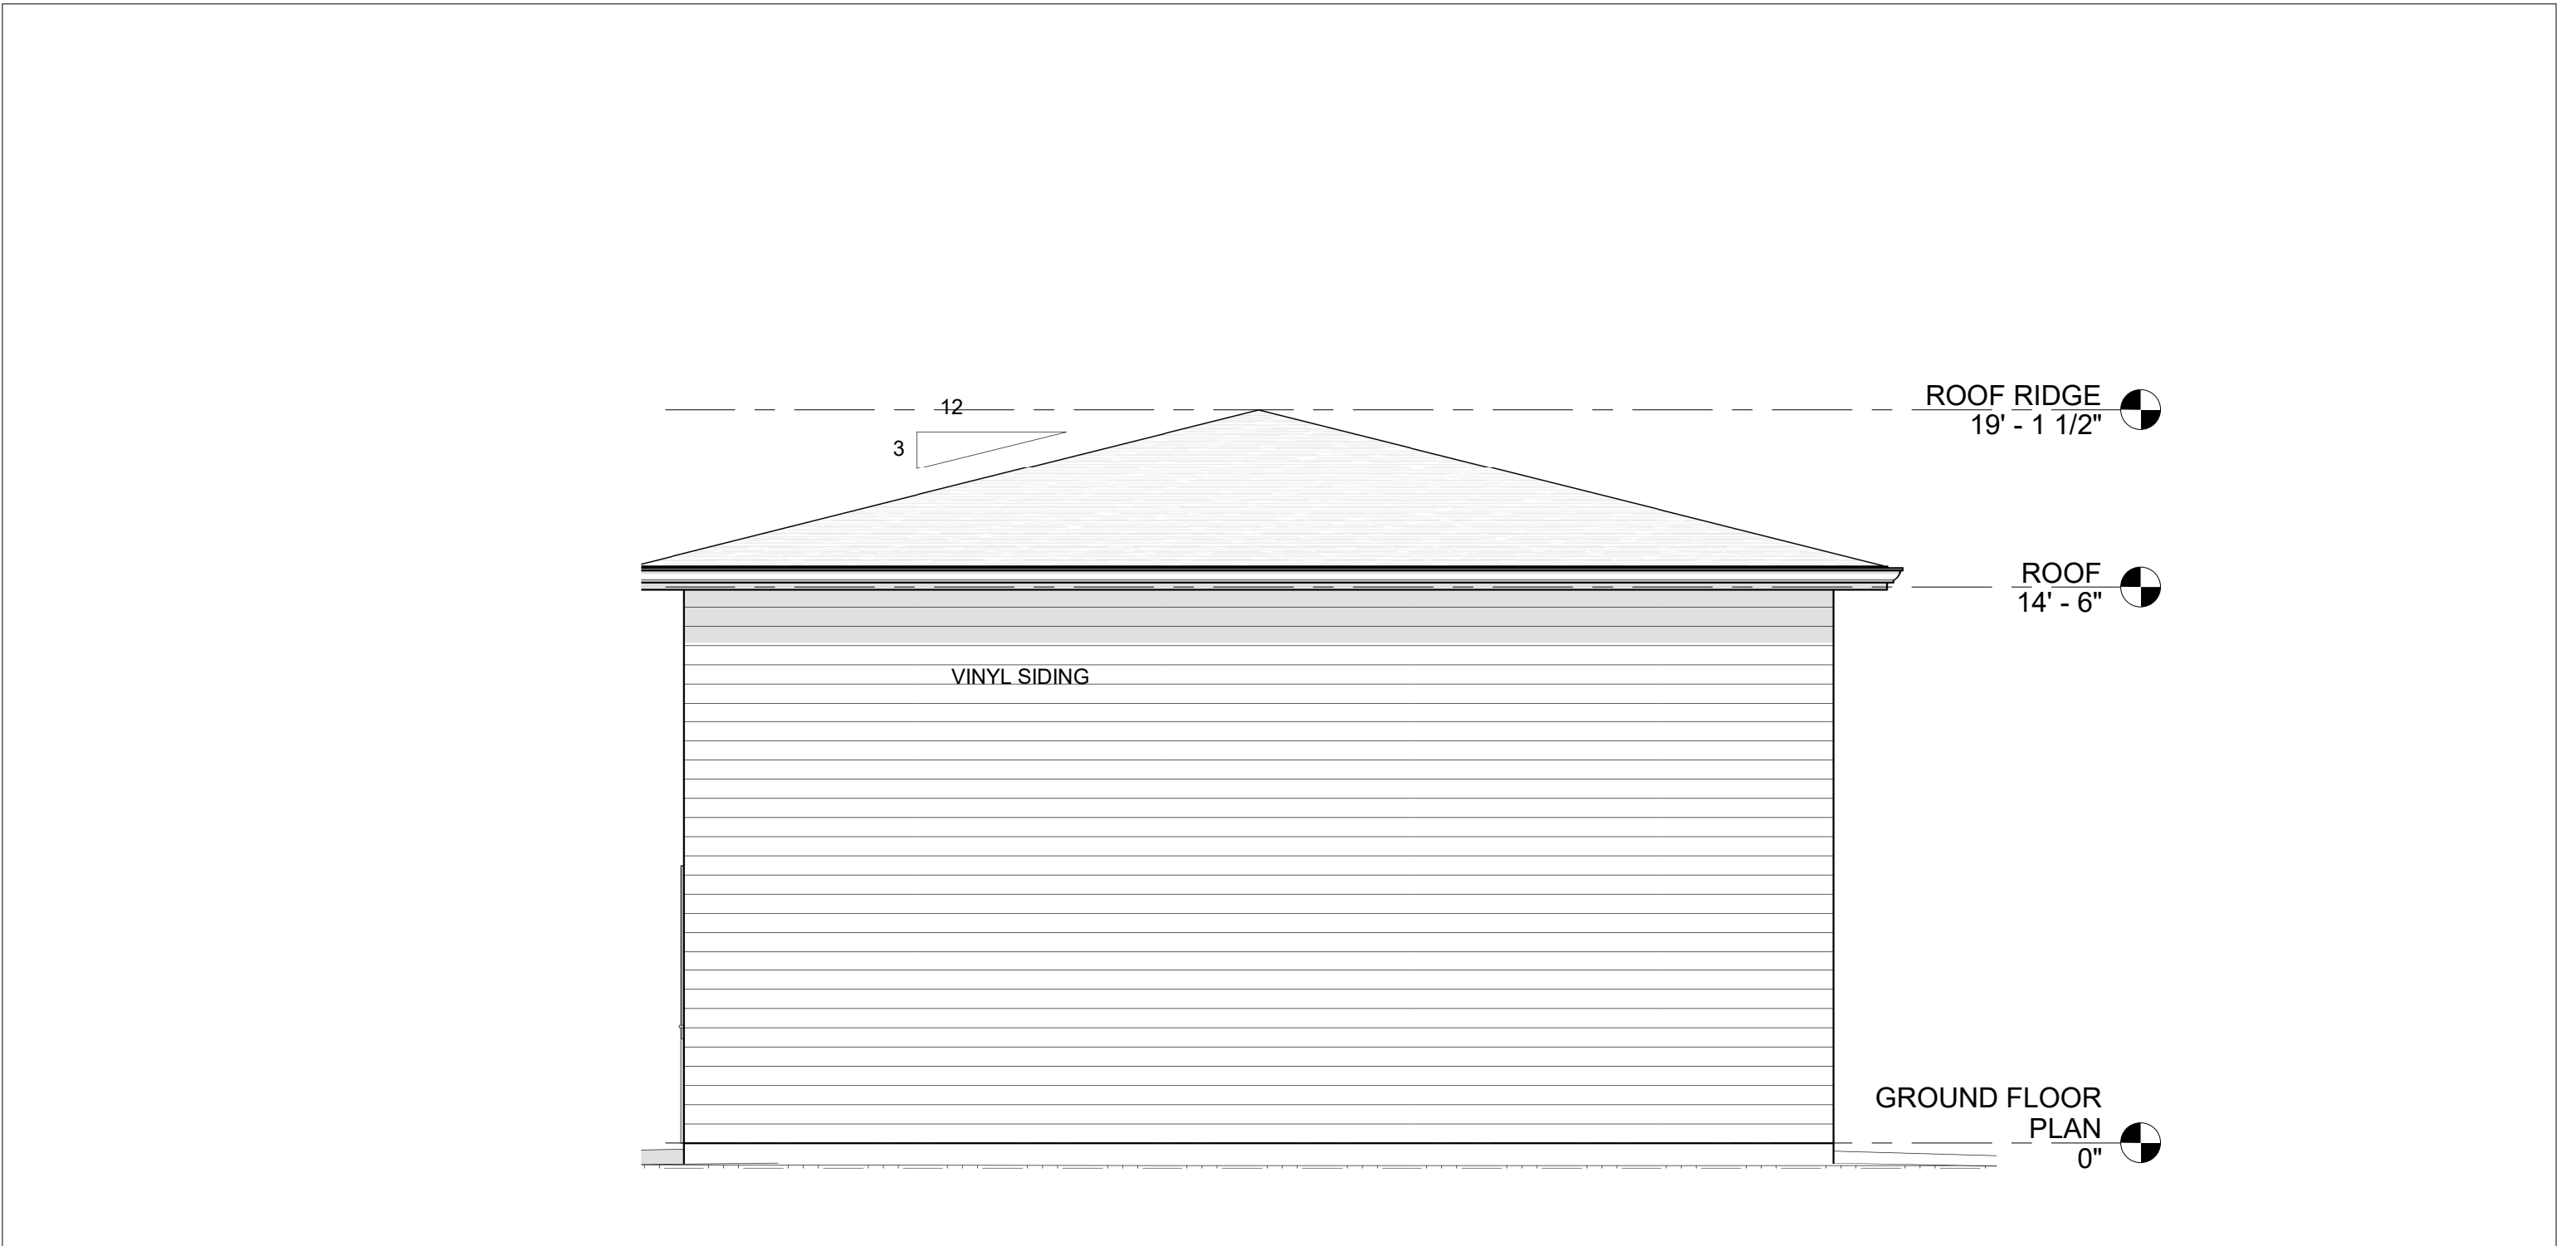 12
3
ROOF RIDGE
19' - 1 1/2"
ROOF
14' - 6"
VINYL SIDING
GROUND FLOOR
PLAN
0"